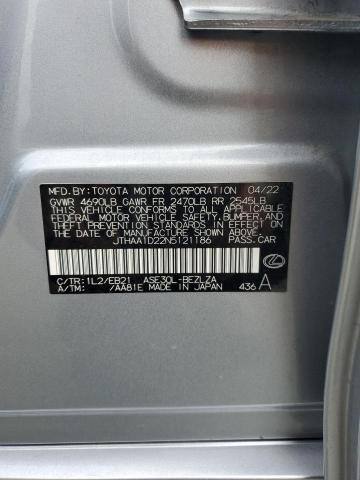 MFD. BY: TOYOTA MOTOR CORPORATION 04/22
GVWR 4690LB GAWR FR 2470LB RR 2545LB
THIS VEHICLE CONFORMS TO ALL APPLICABLE
FEDERAL MOTOR VEHICLE SAFETY, BUMPER, AND
THEFT PREVENTION STANDARDS IN EFFECT ON
THE DATE OF MANUFACTURE SHOWN ABOVE.
JTHAA1D22N5121186 PASS.CAR
C/TR: 1L2/EB21 ASE30L-BEZLZA
A/TM: /AA81E MADE IN JAPAN 436 A